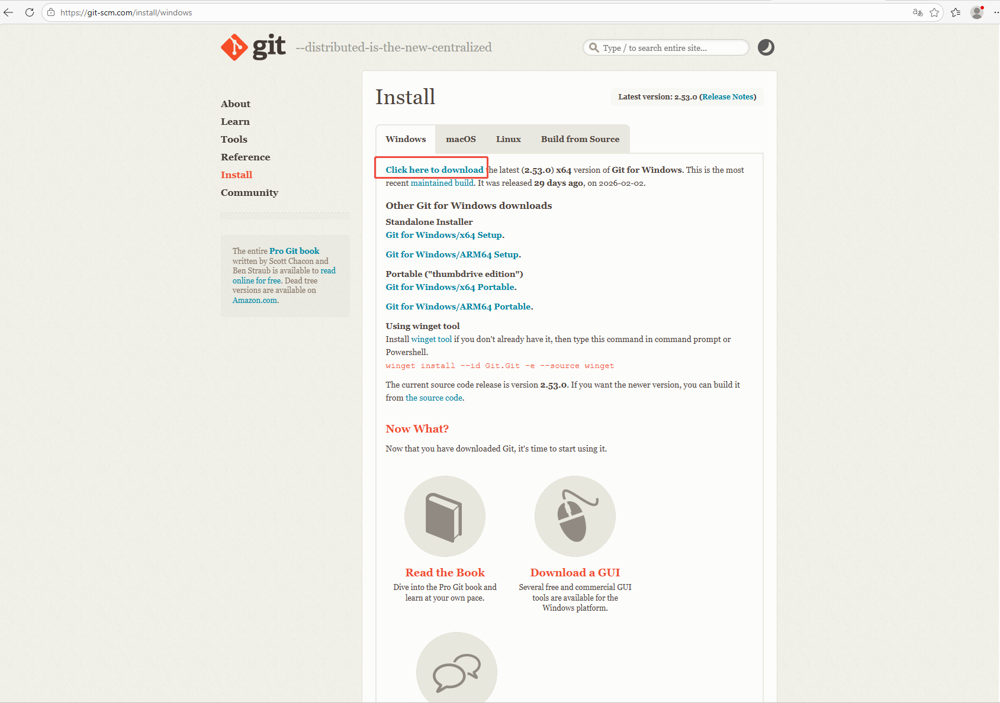 https://git-scm.com/install/windows
git --distributed-is-the-new-centralized
Type / to search entire site...
About
Learn
Tools
Reference
Install
Community
The entire Pro Git book
written by Scott Chacon and
Ben Straub is available to read
online for free. Dead tree
versions are available on
Amazon.com.
Install
Latest version: 2.53.0 (Release Notes)
Windows macOS Linux Build from Source
Click here to download the latest (2.53.0) x64 version of Git for Windows. This is the most
recent maintained build. It was released 29 days ago, on 2026-02-02.
Other Git for Windows downloads
Standalone Installer
Git for Windows/x64 Setup.
Git for Windows/ARM64 Setup.
Portable ("thumbdrive edition")
Git for Windows/x64 Portable.
Git for Windows/ARM64 Portable.
Using winget tool
Install winget tool if you don't already have it, then type this command in command prompt or
Powershell.
winget install --id Git.Git -e --source winget
The current source code release is version 2.53.0. If you want the newer version, you can build it
from the source code.
Now What?
Now that you have downloaded Git, it's time to start using it.
Read the Book
Dive into the Pro Git book and
learn at your own pace.
Download a GUI
Several free and commercial GUI
tools are available for the
Windows platform.